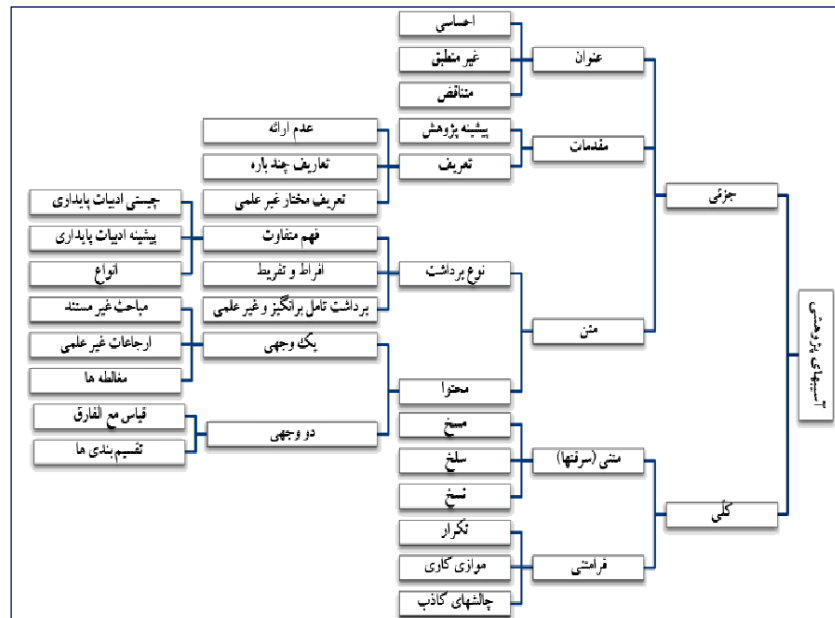 احساسی
غیر منطبق
عنوان
متناقض
پیشینه پژوهش
عدم ارائه
مقدمات
تعریف
تعاریف چند باره
تعریف مختار غیر علمی
جزئی
چیستی ادبیات پایداری
فهم متفاوت
پیشینه ادبیات پایداری
نوع برداشت
افراط و تفریط
انواع
برداشت تامل برانگیز و غیر علمی
مباحث غیر مستند
متن
آسیبهای پژوهشی
یک وجهی
ارجاعات غیر علمی
مغالطه ها
محتوا
قیاس مع الفارق
دو وجهی
تقسیم بندی ها
مسخ
متنی (سرقتها)
سلخ
نسخ
کلّی
تکرار
فرامتنی
موازی کاری
چالشهای کاذب